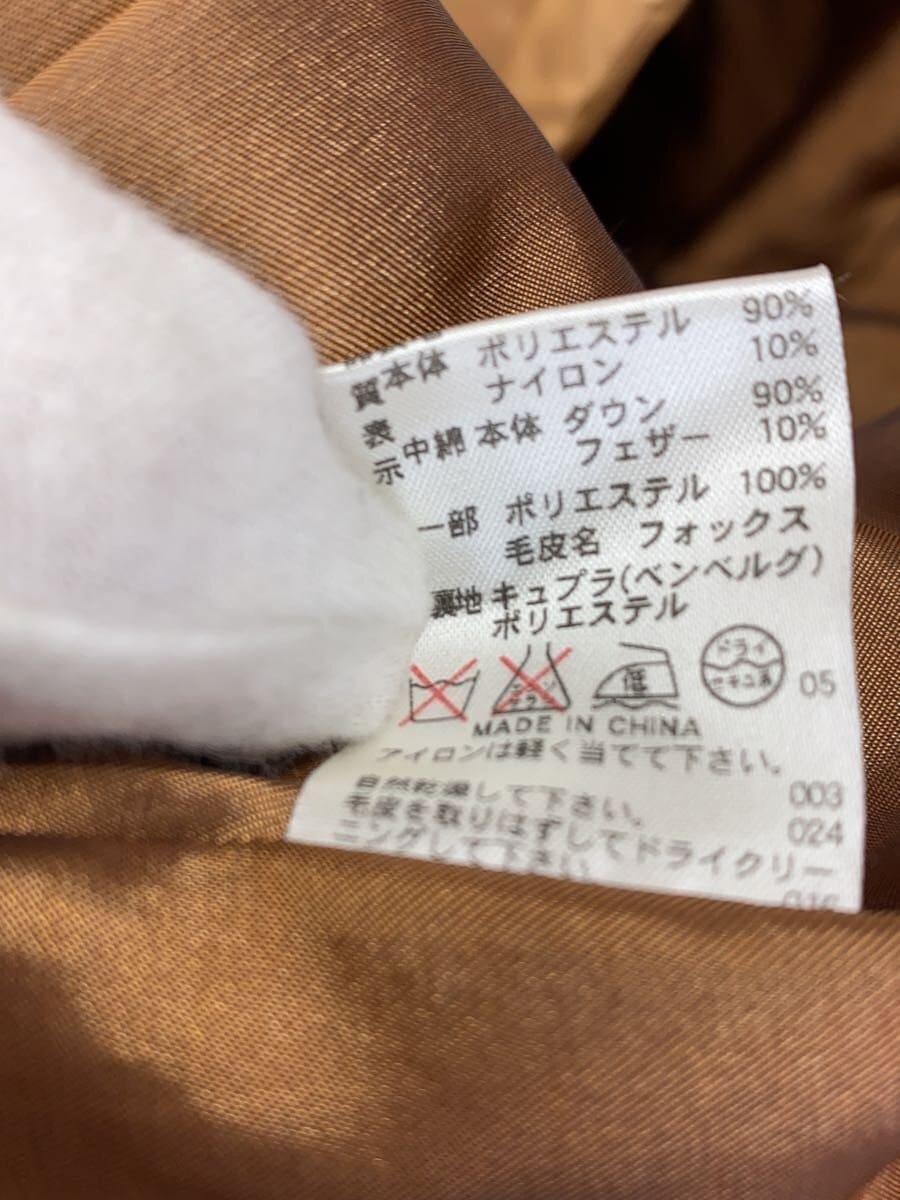 質 本体 ポリエステル 90%
ナイロン 10%
表
示 中綿 本体 ダウン 90%
フェザー 10%
一部 ポリエステル 100%
毛皮名 フォックス
裏地 キュプラ(ベンベルグ)
ポリエステル
低 ドライ セキユ系 05
MADE IN CHINA
アイロンは軽く当てて下さい。
自然乾燥して下さい。 003
毛皮を取りはずしてドライクリー 024
ニングして下さい